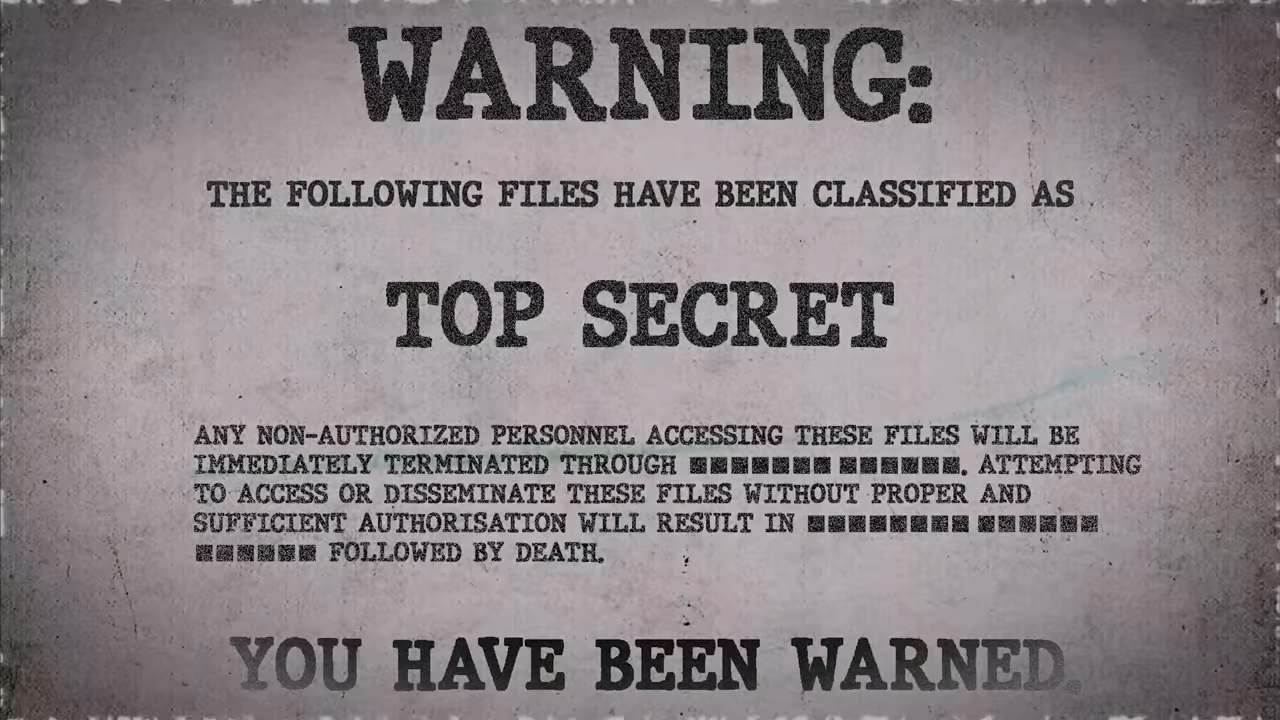 WARNING:
THE FOLLOWING FILES HAVE BEEN CLASSIFIED AS
TOP SECRET
ANY NON-AUTHORIZED PERSONNEL ACCESSING THESE FILES WILL BE
IMMEDIATELY TERMINATED THROUGH ■■■■■■■ ■■■■■■. ATTEMPTING
TO ACCESS OR DISSEMINATE THESE FILES WITHOUT PROPER AND
SUFFICIENT AUTHORISATION WILL RESULT IN ■■■■■■■■ ■■■■■■
■■■■■■ FOLLOWED BY DEATH.
YOU HAVE BEEN WARNED.